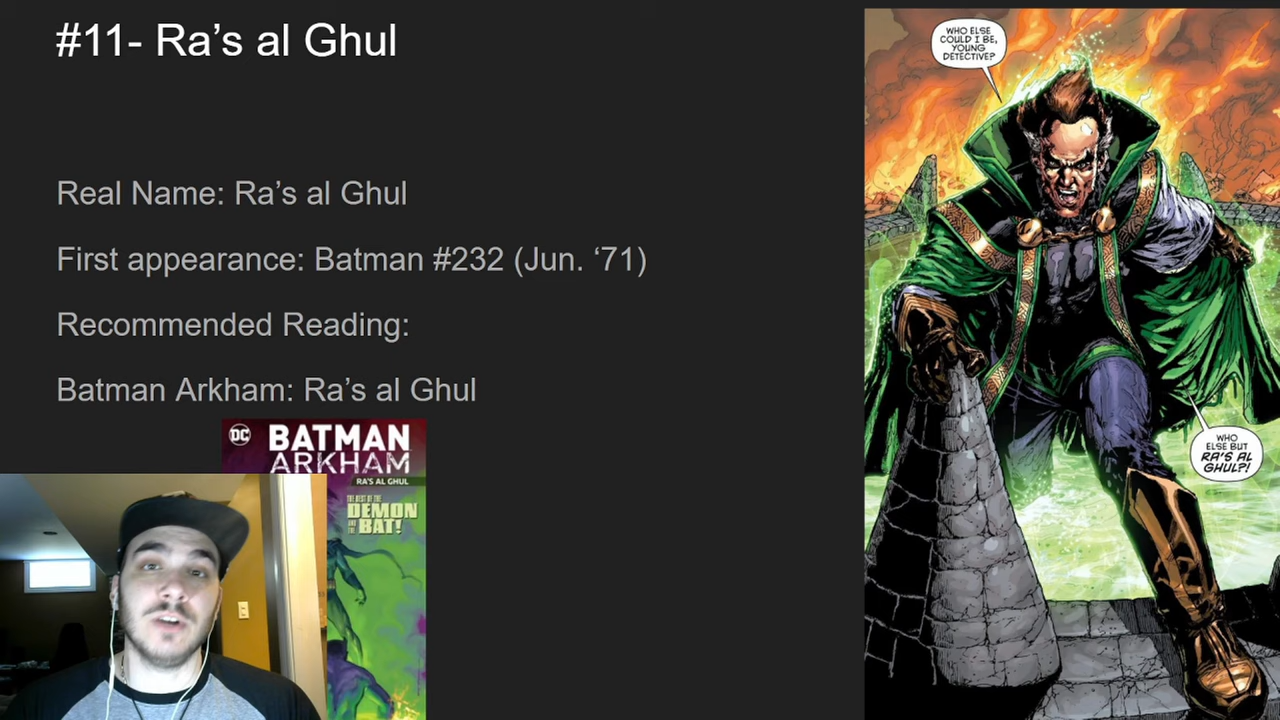 #11- Ra’s al Ghul
Real Name: Ra’s al Ghul
First appearance: Batman #232 (Jun. ‘71)
Recommended Reading:
Batman Arkham: Ra’s al Ghul
DC
BATMAN
ARKHAM
RA'S AL GHUL
THE BEST OF THE
DEMON
AND THE BAT!
WHO ELSE
COULD I BE,
YOUNG
DETECTIVE?
WHO
ELSE BUT
RA'S AL
GHUL?!